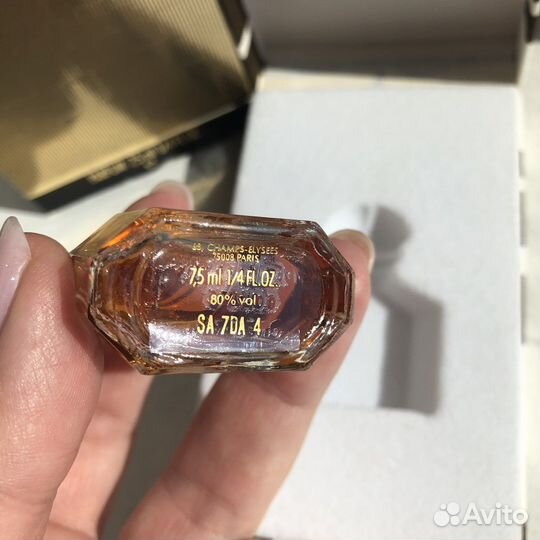 68, CHAMPS-ELYSEES
75008 PARIS
7,5 ml 1/4 FL.OZ.
80% vol
SA 7DA 4
Avito